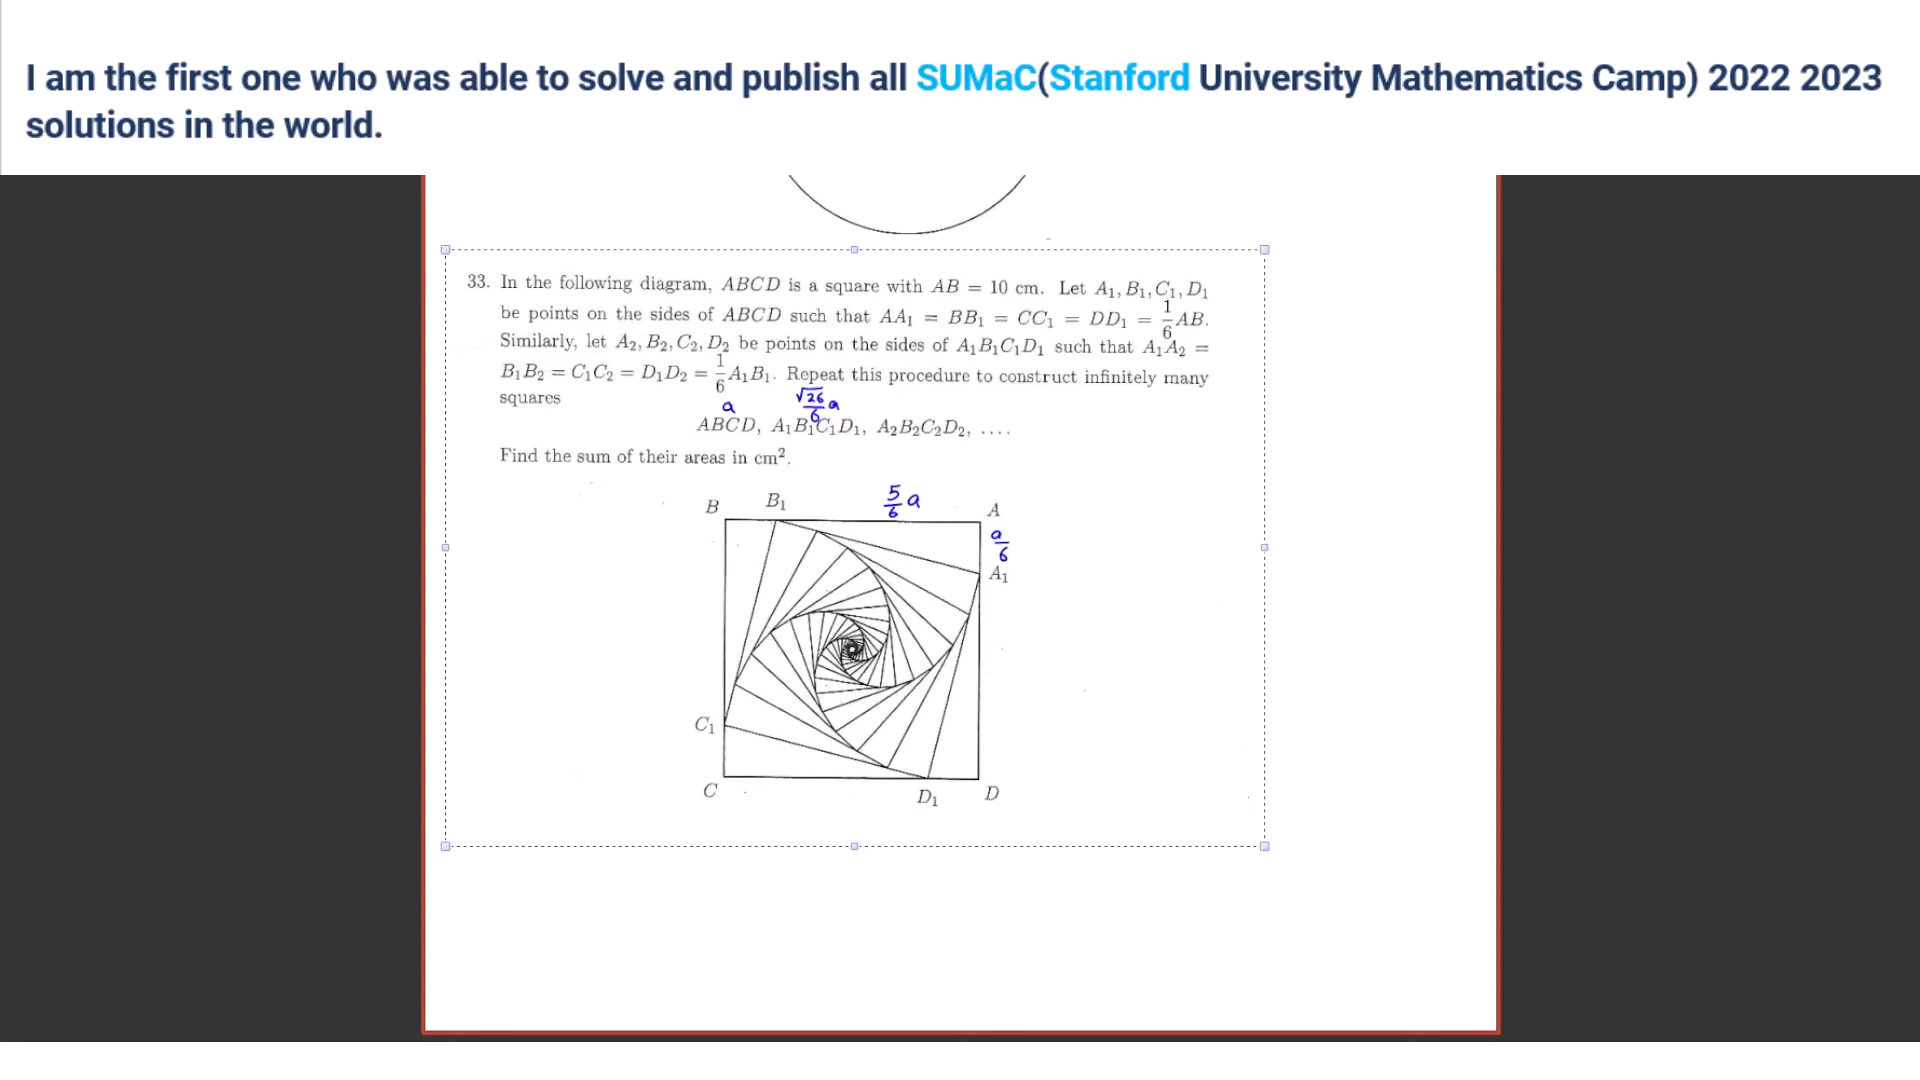 I am the first one who was able to solve and publish all SUMaC(Stanford University Mathematics Camp) 2022 2023
solutions in the world.
33. In the following diagram, ABCD is a square with AB = 10 cm. Let A₁, B₁, C₁, D₁
be points on the sides of ABCD such that AA₁ = BB₁ = CC₁ = DD₁ = 1/6 AB.
Similarly, let A₂, B₂, C₂, D₂ be points on the sides of A₁B₁C₁D₁ such that A₁A₂ =
B₁B₂ = C₁C₂ = D₁D₂ = 1/6 A₁B₁. Repeat this procedure to construct infinitely many
squares
a √26/6 a
ABCD, A₁B₁C₁D₁, A₂B₂C₂D₂, ....
Find the sum of their areas in cm².
B B₁ 5/6 a A
a/6
A₁
C₁
C D₁ D